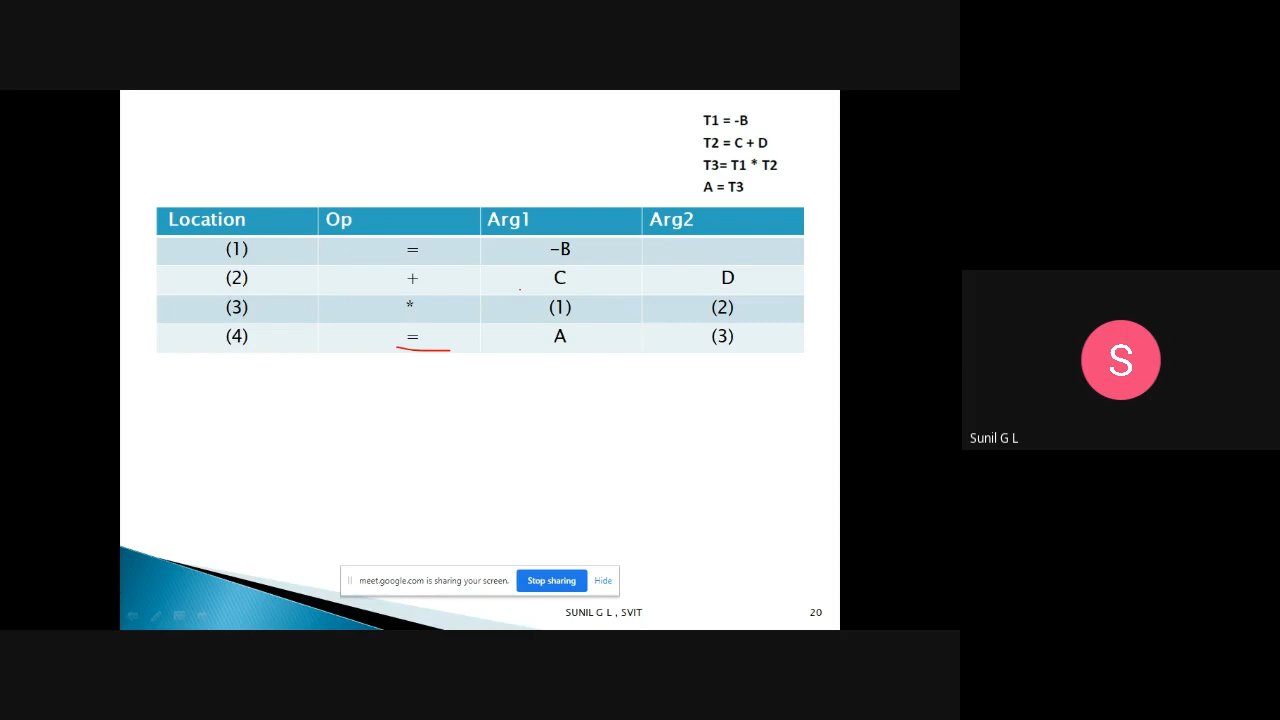 T1 = -B
T2 = C + D
T3= T1 * T2
A = T3
Location Op Arg1 Arg2
(1) = -B
(2) + C D
(3) * (1) (2)
(4) = A (3)
S
Sunil G L
meet.google.com is sharing your screen. Stop sharing Hide
SUNIL G L , SVIT 20